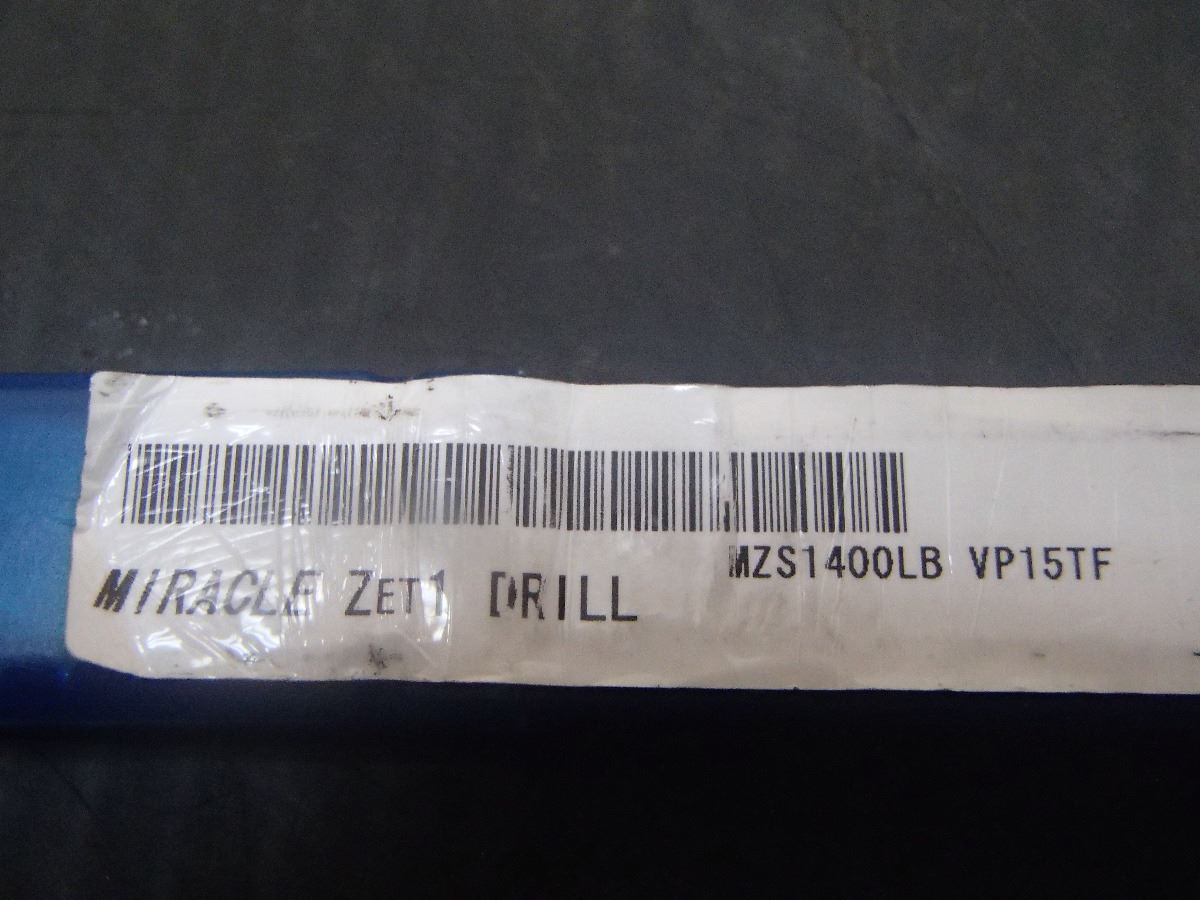 MIRACLE ZET1 DRILL
MZS1400LB VP15TF